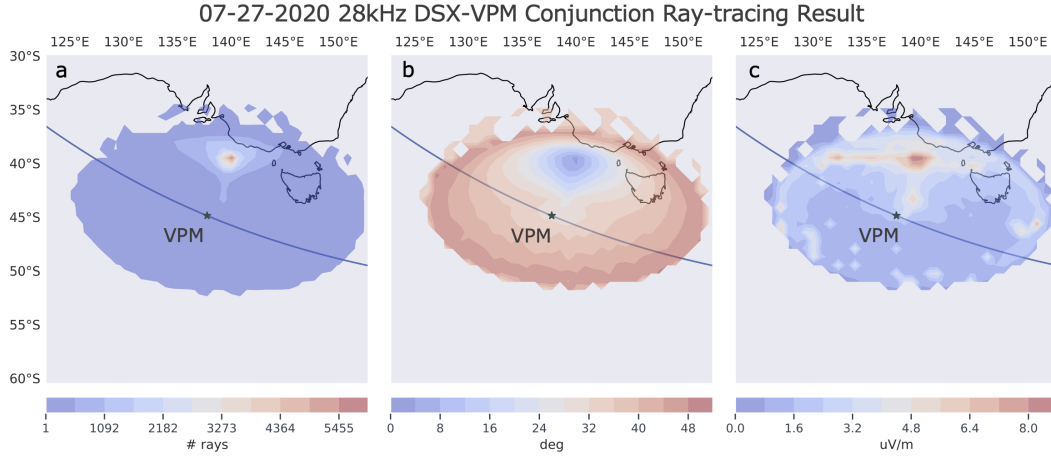 07-27-2020 28kHz DSX-VPM Conjunction Ray-tracing Result
125°E 130°E 135°E 140°E 145°E 150°E
125°E 130°E 135°E 140°E 145°E 150°E
125°E 130°E 135°E 140°E 145°E 150°E
30°S
35°S
40°S
45°S
50°S
55°S
60°S
a
VPM
b
VPM
c
VPM
1 1092 2182 3273 4364 5455
# rays
0 8 16 24 32 40 48
deg
0.0 1.6 3.2 4.8 6.4 8.0
uV/m